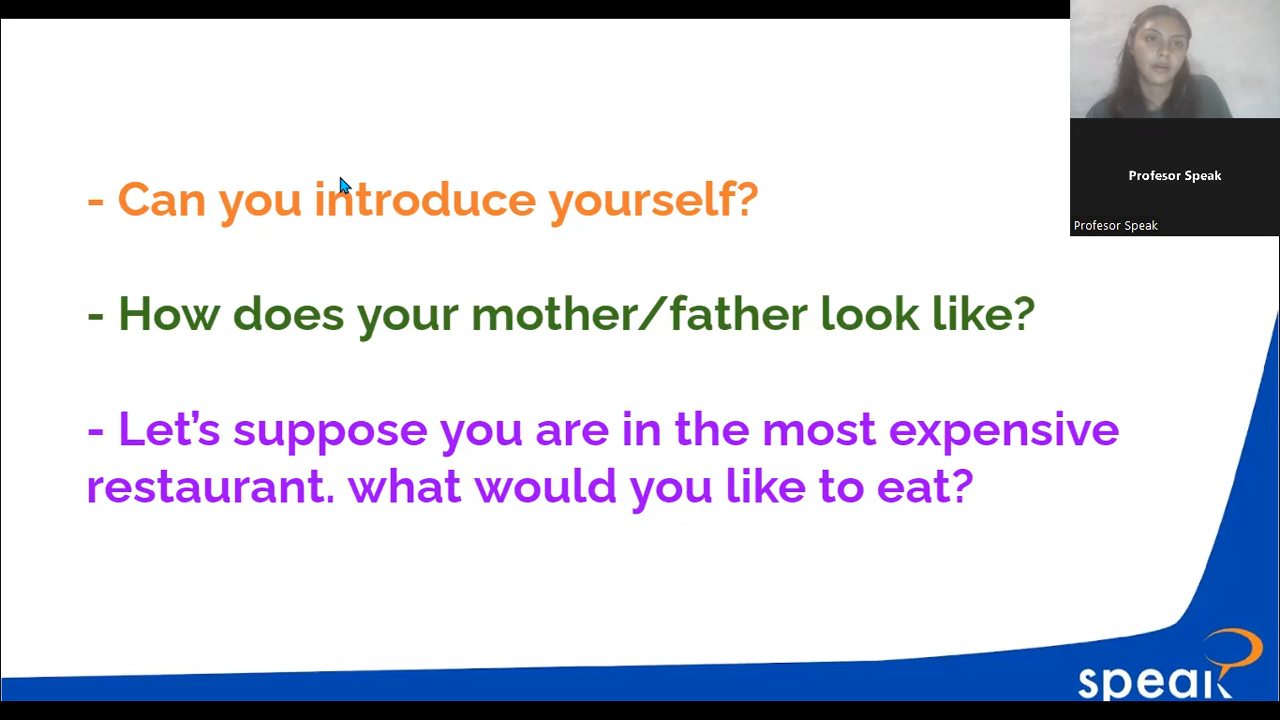 - Can you introduce yourself?
- How does your mother/father look like?
- Let's suppose you are in the most expensive
restaurant. what would you like to eat?
Profesor Speak
Profesor Speak
speak